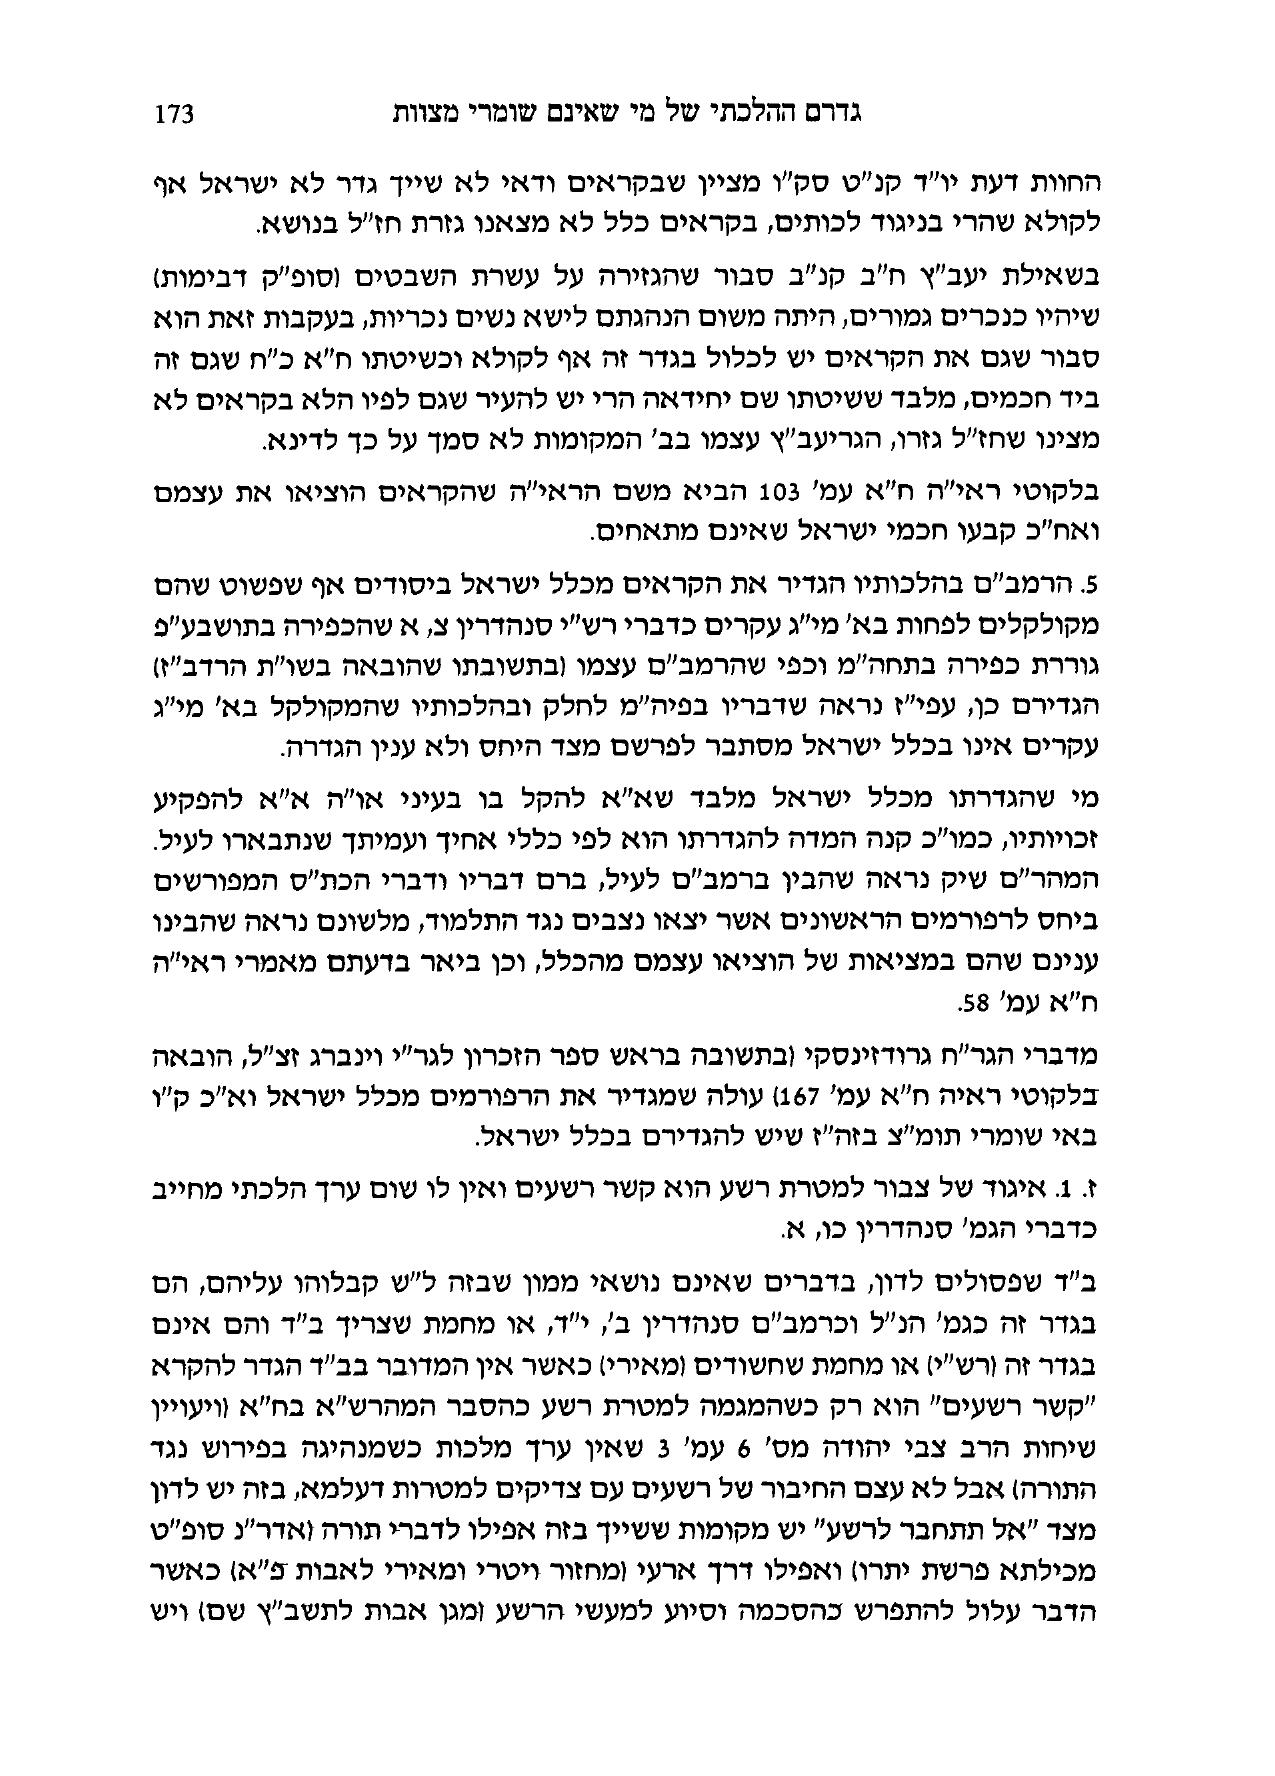 גדרם ההלכתי של מי שאינם שומרי מצוות 173
החוות דעת יו"ד קנ"ט סק"ו מציין שבקראים ודאי לא שייך גדר לא ישראל אף
לקולא שהרי בניגוד לכותים, בקראים כלל לא מצאנו גזרת חז"ל בנושא.
בשאילת יעב"ץ ח"ב קנ"ב סבור שהגזירה על עשרת השבטים (סופ"ק דבימות)
שיהיו כנכרים גמורים, היתה משום הנהגתם לישא נשים נכריות, בעקבות זאת הוא
סבור שגם את הקראים יש לכלול בגדר זה אף לקולא וכשיטתו ח"א כ"ח שגם זה
ביד חכמים, מלבד ששיטתו שם יחידאה הרי יש להעיר שגם לפיו הלא בקראים לא
מצינו שחז"ל גזרו, הגריעב"ץ עצמו בב' המקומות לא סמך על כך לדינא.
בלקוטי ראי"ה ח"א עמ' 103 הביא משם הראי"ה שהקראים הוציאו את עצמם
ואח"כ קבעו חכמי ישראל שאינם מתאחים.
5. הרמב"ם בהלכותיו הגדיר את הקראים מכלל ישראל ביסודים אף שפשוט שהם
מקולקלים לפחות בא' מי"ג עקרים כדברי רש"י סנהדרין צ, א שהכפירה בתושבע"פ
גוררת כפירה בתחה"מ וכפי שהרמב"ם עצמו (בתשובתו שהובאה בשו"ת הרדב"ז)
הגדירם כן, עפי"ז נראה שדבריו בפיה"מ לחלק ובהלכותיו שהמקולקל בא' מי"ג
עקרים אינו בכלל ישראל מסתבר לפרשם מצד היחס ולא ענין הגדרה.
מי שהגדרתו מכלל ישראל מלבד שא"א להקל בו בעיני או"ה א"א להפקיע
זכויותיו, כמו"כ קנה המדה להגדרתו הוא לפי כללי אחיך ועמיתך שנתבארו לעיל.
המהר"ם שיק נראה שהבין ברמב"ם לעיל, ברם דבריו ודברי הכת"ס המפורשים
ביחס לרפורמים הראשונים אשר יצאו נצבים נגד התלמוד, מלשונם נראה שהבינו
ענינם שהם במציאות של הוציאו עצמם מהכלל, וכן ביאר בדעתם מאמרי ראי"ה
ח"א עמ' 58.
מדברי הגר"ח גרודזינסקי (בתשובה בראש ספר הזכרון לגר"י וינברג זצ"ל, הובאה
בלקוטי ראיה ח"א עמ' 167) עולה שמגדיר את הרפורמים מכלל ישראל וא"כ ק"ו
באי שומרי תומ"צ בזה"ז שיש להגדירם בכלל ישראל.
ז. 1. איגוד של צבור למטרת רשע הוא קשר רשעים ואין לו שום ערך הלכתי מחייב
כדברי הגמ' סנהדרין כו, א.
ב"ד שפסולים לדון, בדברים שאינם נושאי ממון שבזה ל"ש קבלוהו עליהם, הם
בגדר זה כגמ' הנ"ל וכרמב"ם סנהדרין ב', י"ד, או מחמת שצריך ב"ד והם אינם
בגדר זה (רש"י) או מחמת שחשודים (מאירי) כאשר אין המדובר בב"ד הגדר להקרא
"קשר רשעים" הוא רק כשהמגמה למטרת רשע כהסבר המהרש"א בח"א (ויעויין
שיחות הרב צבי יהודה מס' 6 עמ' 3 שאין ערך מלכות כשמנהיגה בפירוש נגד
התורה) אבל לא עצם החיבור של רשעים עם צדיקים למטרות דעלמא, בזה יש לדון
מצד "אל תתחבר לרשע" יש מקומות ששייך בזה אפילו לדברי תורה (אדר"נ סופ"ט
מכילתא פרשת יתרו) ואפילו דרך ארעי (מחזור ויטרי ומאירי לאבות פ"א) כאשר
הדבר עלול להתפרש כהסכמה וסיוע למעשי הרשע (מגן אבות לתשב"ץ שם) ויש